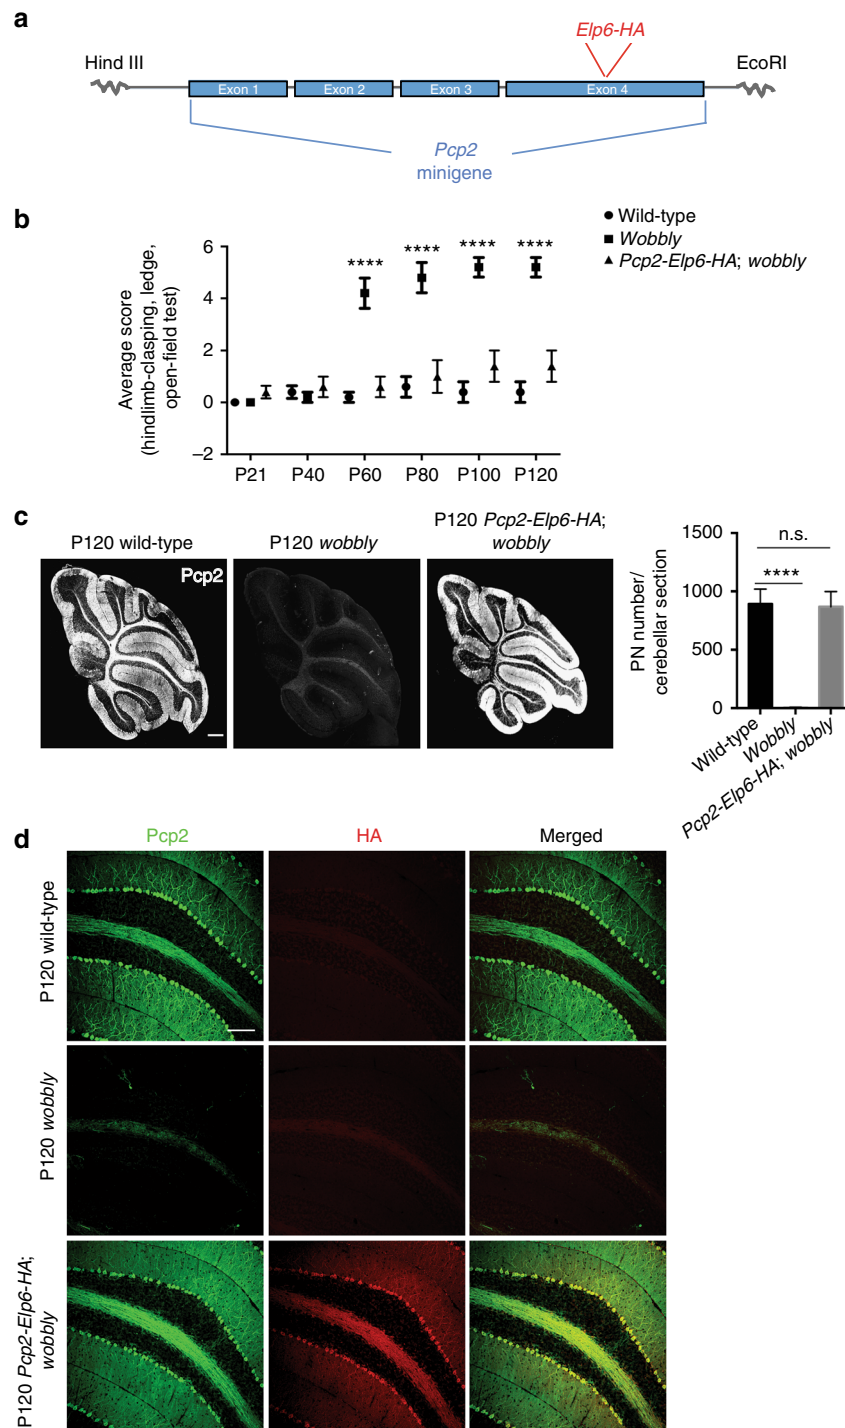 a
Elp6-HA
Hind III
EcoRI
Exon 1
Exon 2
Exon 3
Exon 4
Pcp2
minigene
b
Wild-type
Wobbly
Pcp2-Elp6-HA; wobbly
Average score
(hindlimb-clasping, ledge,
open-field test)
6
4
2
0
–2
****
****
****
****
P21
P40
P60
P80
P100
P120
c
P120 wild-type
P120 wobbly
P120 Pcp2-Elp6-HA;
wobbly
Pcp2
PN number/
cerebellar section
1500
1000
500
0
n.s.
****
Wild-type
Wobbly
Pcp2-Elp6-HA; wobbly
d
Pcp2
HA
Merged
P120 wild-type
P120 wobbly
P120 Pcp2-Elp6-HA;
wobbly